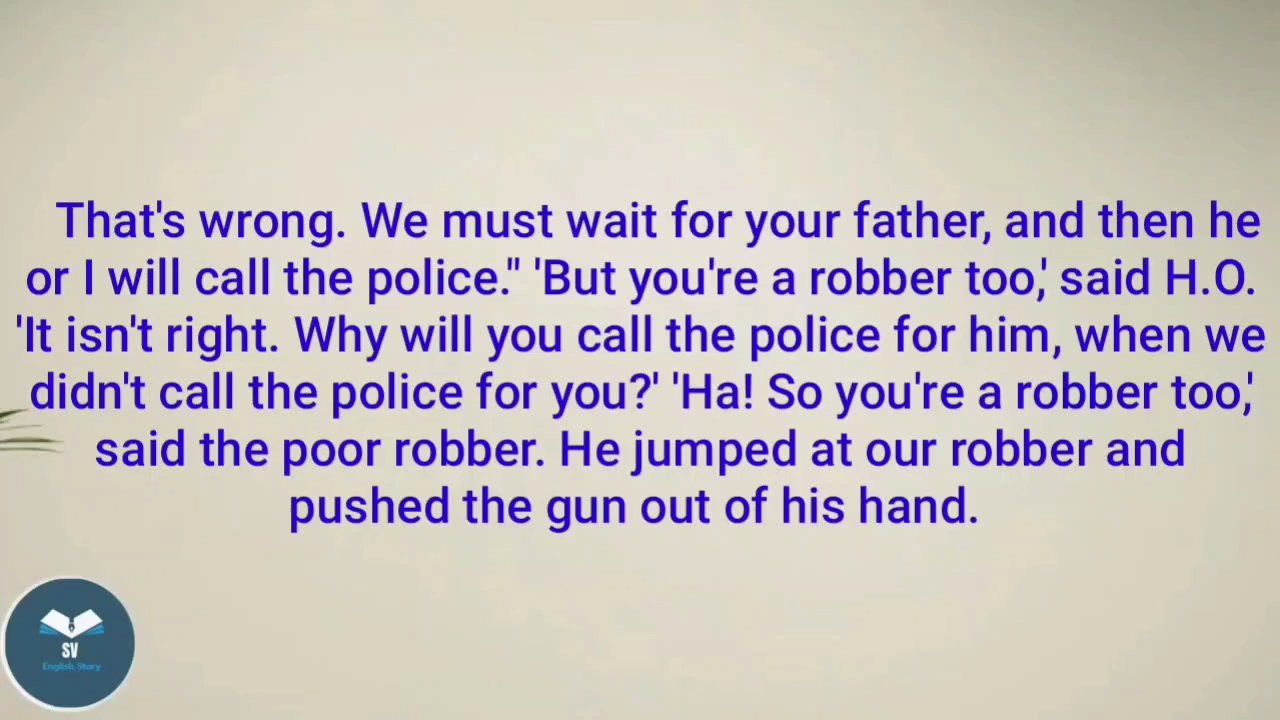 That's wrong. We must wait for your father, and then he
or I will call the police." 'But you're a robber too,' said H.O.
'It isn't right. Why will you call the police for him, when we
didn't call the police for you?' 'Ha! So you're a robber too,'
said the poor robber. He jumped at our robber and
pushed the gun out of his hand.
SV
English Story